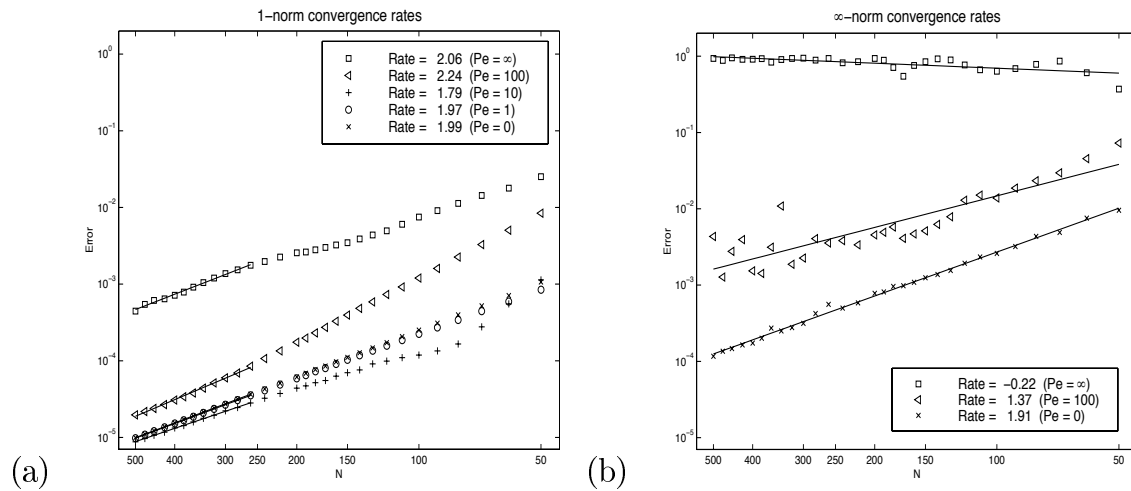 1−norm convergence rates
10⁰
10⁻¹
10⁻²
10⁻³
10⁻⁴
10⁻⁵
Error
□ Rate = 2.06 (Pe = ∞)
◁ Rate = 2.24 (Pe = 100)
+ Rate = 1.79 (Pe = 10)
○ Rate = 1.97 (Pe = 1)
× Rate = 1.99 (Pe = 0)
500 400 300 250 200 150 100 50
N
(a)
∞−norm convergence rates
10⁰
10⁻¹
10⁻²
10⁻³
10⁻⁴
10⁻⁵
Error
□ Rate = −0.22 (Pe = ∞)
◁ Rate = 1.37 (Pe = 100)
× Rate = 1.91 (Pe = 0)
500 400 300 250 200 150 100 50
N
(b)